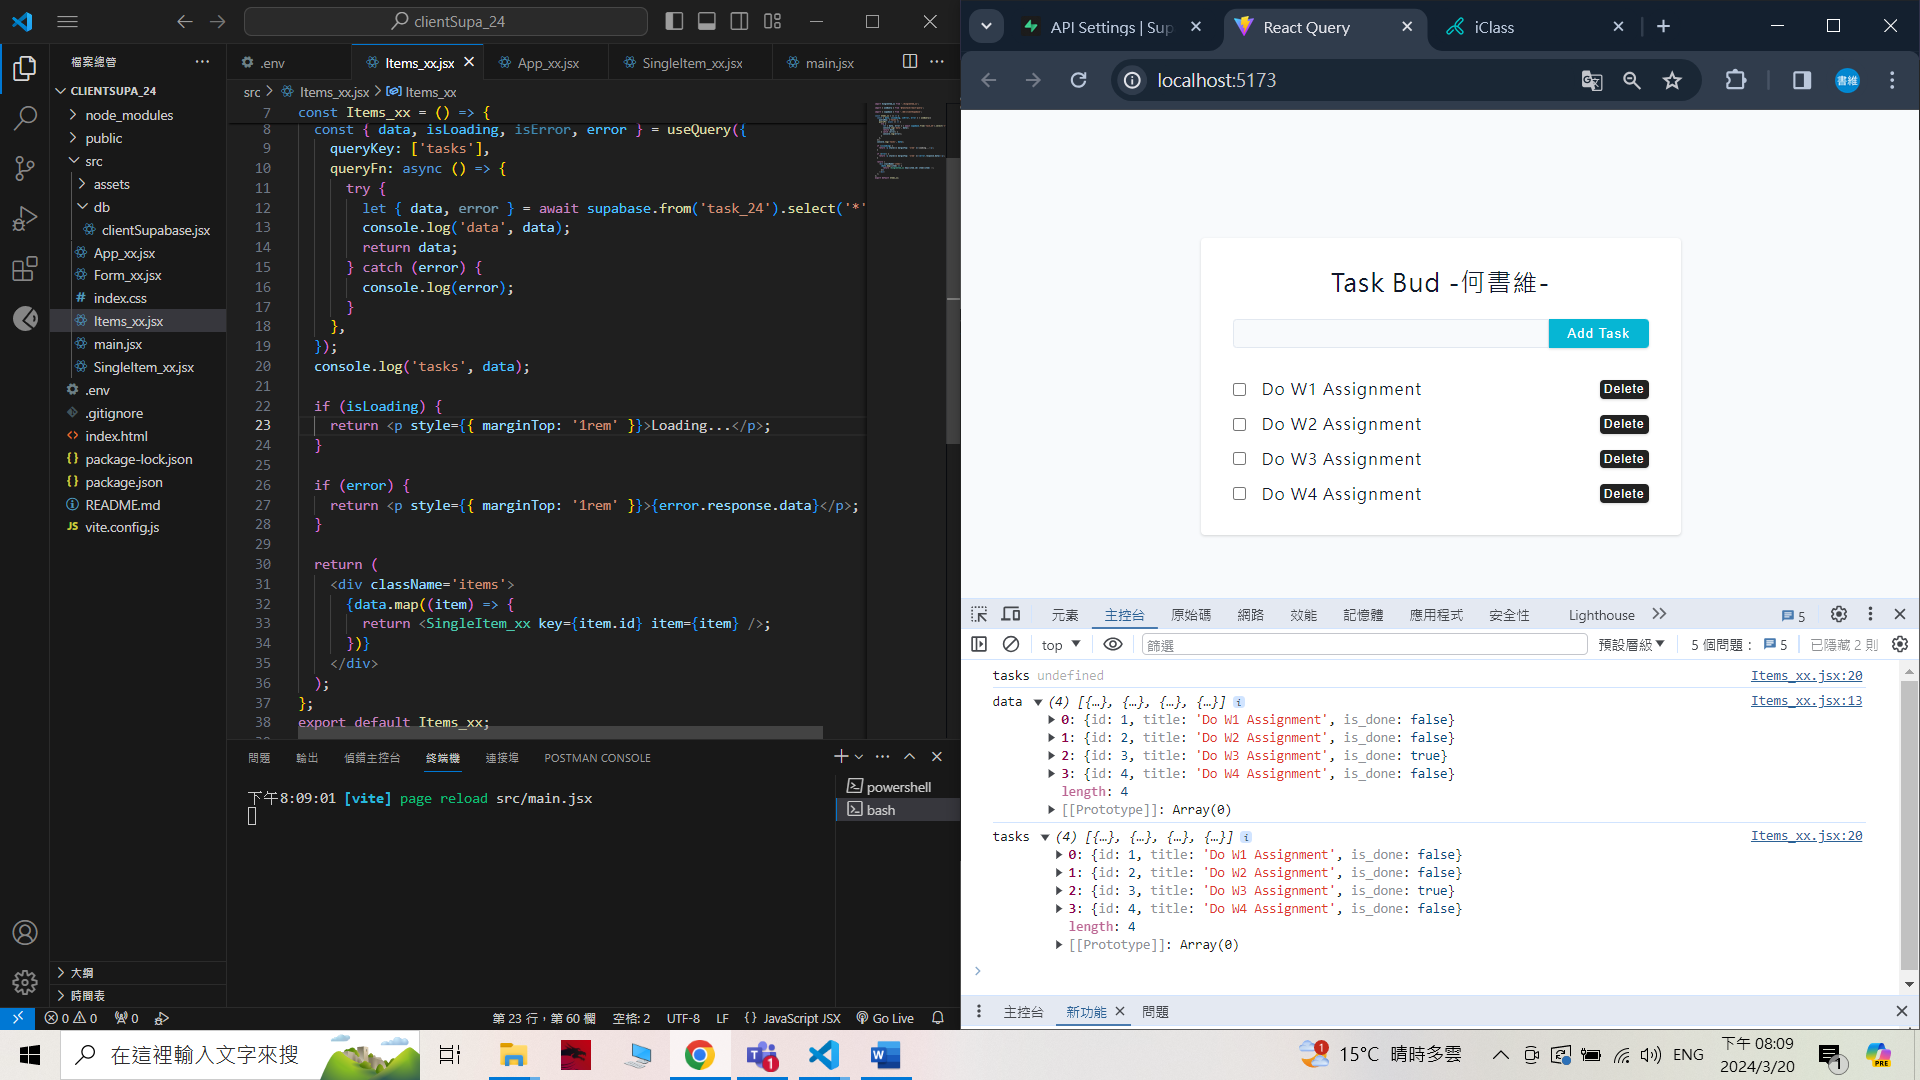 clientSupa_24
檔案總管
CLIENTSUPA_24
node_modules
public
src
assets
db
clientSupabase.jsx
App_xx.jsx
Form_xx.jsx
index.css
Items_xx.jsx
main.jsx
SingleItem_xx.jsx
.env
.gitignore
index.html
package-lock.json
package.json
README.md
vite.config.js
大綱
時間表
.env
Items_xx.jsx
App_xx.jsx
SingleItem_xx.jsx
main.jsx
src > Items_xx.jsx > Items_xx
7 const Items_xx = () => {
8 const { data, isLoading, isError, error } = useQuery({
9 queryKey: ['tasks'],
10 queryFn: async () => {
11 try {
12 let { data, error } = await supabase.from('task_24').select('*'
13 console.log('data', data);
14 return data;
15 } catch (error) {
16 console.log(error);
17 }
18 },
19 });
20 console.log('tasks', data);
21
22 if (isLoading) {
23 return <p style={{ marginTop: '1rem' }}>Loading...</p>;
24 }
25
26 if (error) {
27 return <p style={{ marginTop: '1rem' }}>{error.response.data}</p>;
28 }
29
30 return (
31 <div className='items'>
32 {data.map((item) => {
33 return <SingleItem_xx key={item.id} item={item} />;
34 })}
35 </div>
36 );
37 };
38 export default Items_xx;
問題 輸出 偵錯主控台 終端機 連接埠 POSTMAN CONSOLE
下午8:09:01 [vite] page reload src/main.jsx
powershell
bash
0 0 0 第 23 行，第 60 欄 空格: 2 UTF-8 LF {} JavaScript JSX Go Live
API Settings | Sup
React Query
iClass
localhost:5173
書維
Task Bud -何書維-
Add Task
Do W1 Assignment Delete
Do W2 Assignment Delete
Do W3 Assignment Delete
Do W4 Assignment Delete
元素 主控台 原始碼 網路 效能 記憶體 應用程式 安全性 Lighthouse 5
top 篩選 預設層級 5 個問題： 5 已隱藏 2 則
tasks undefined Items_xx.jsx:20
data (4) [{…}, {…}, {…}, {…}] i Items_xx.jsx:13
0: {id: 1, title: 'Do W1 Assignment', is_done: false}
1: {id: 2, title: 'Do W2 Assignment', is_done: false}
2: {id: 3, title: 'Do W3 Assignment', is_done: true}
3: {id: 4, title: 'Do W4 Assignment', is_done: false}
length: 4
[[Prototype]]: Array(0)
tasks (4) [{…}, {…}, {…}, {…}] i Items_xx.jsx:20
0: {id: 1, title: 'Do W1 Assignment', is_done: false}
1: {id: 2, title: 'Do W2 Assignment', is_done: false}
2: {id: 3, title: 'Do W3 Assignment', is_done: true}
3: {id: 4, title: 'Do W4 Assignment', is_done: false}
length: 4
[[Prototype]]: Array(0)
主控台 新功能 問題
在這裡輸入文字來搜
1
1
15°C 晴時多雲
ENG
下午 08:09
2024/3/20
1
PRE